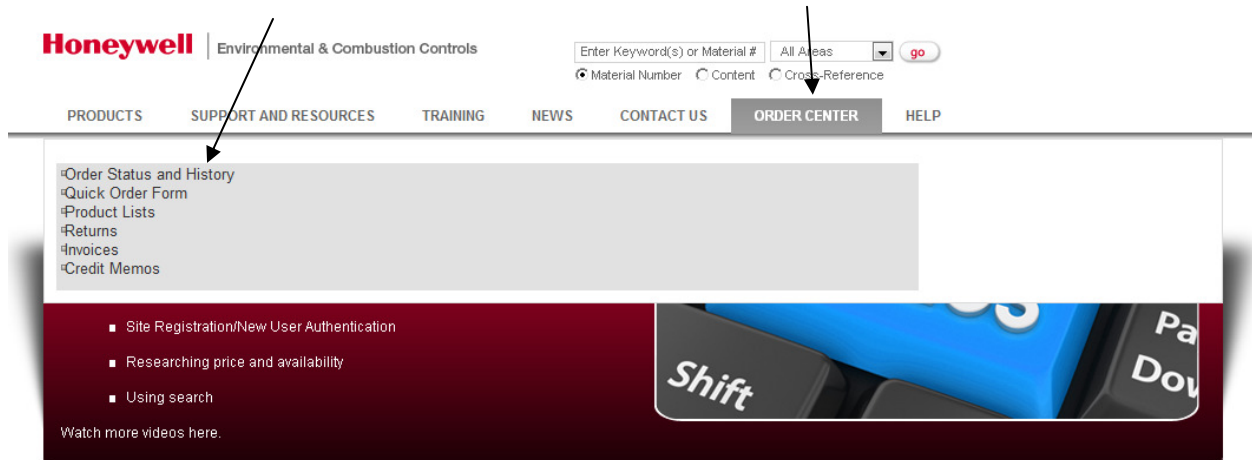 Honeywell Environmental & Combustion Controls
Enter Keyword(s) or Material # All Areas go
Material Number Content Cross-Reference
PRODUCTS SUPPORT AND RESOURCES TRAINING NEWS CONTACT US ORDER CENTER HELP
Order Status and History
Quick Order Form
Product Lists
Returns
Invoices
Credit Memos
Site Registration/New User Authentication
Researching price and availability
Using search
Watch more videos here.
Shift
Pa
Dow